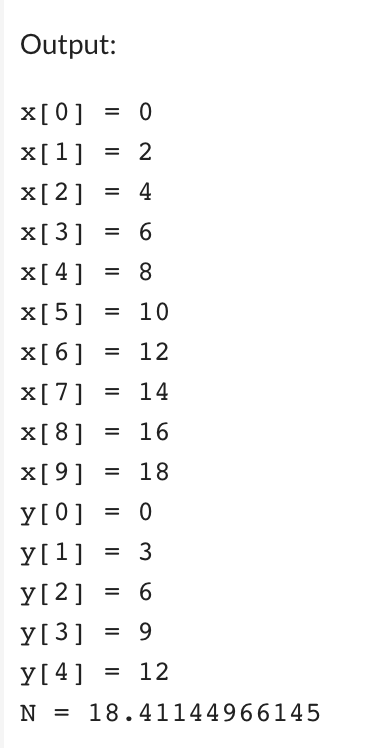 Output:
x[0] = 0
x[1] = 2
x[2] = 4
x[3] = 6
x[4] = 8
x[5] = 10
x[6] = 12
x[7] = 14
x[8] = 16
x[9] = 18
y[0] = 0
y[1] = 3
y[2] = 6
y[3] = 9
y[4] = 12
N = 18.41144966145